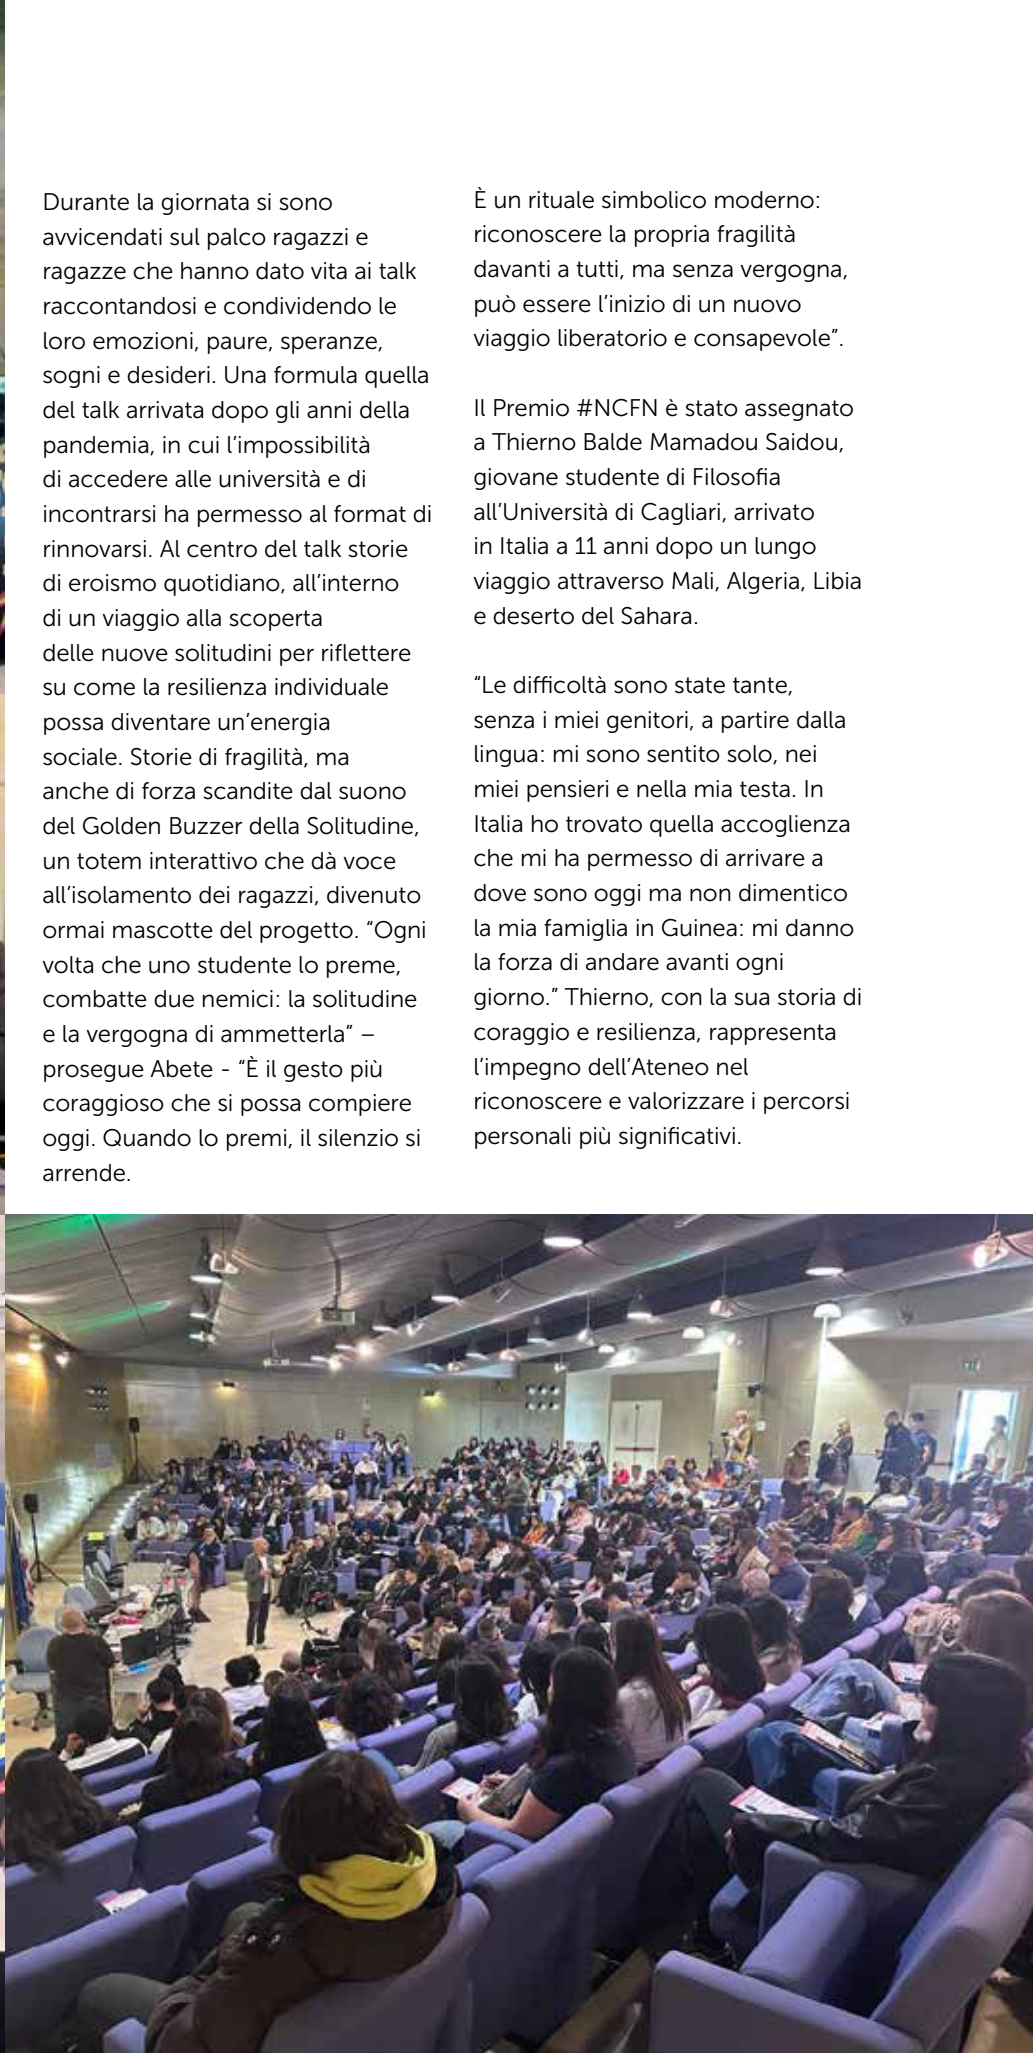 Durante la giornata si sono
avvicendati sul palco ragazzi e
ragazze che hanno dato vita ai talk
raccontandosi e condividendo le
loro emozioni, paure, speranze,
sogni e desideri. Una formula quella
del talk arrivata dopo gli anni della
pandemia, in cui l’impossibilità
di accedere alle università e di
incontrarsi ha permesso al format di
rinnovarsi. Al centro del talk storie
di eroismo quotidiano, all’interno
di un viaggio alla scoperta
delle nuove solitudini per riflettere
su come la resilienza individuale
possa diventare un’energia
sociale. Storie di fragilità, ma
anche di forza scandite dal suono
del Golden Buzzer della Solitudine,
un totem interattivo che dà voce
all’isolamento dei ragazzi, divenuto
ormai mascotte del progetto. “Ogni
volta che uno studente lo preme,
combatte due nemici: la solitudine
e la vergogna di ammetterla” –
prosegue Abete - “È il gesto più
coraggioso che si possa compiere
oggi. Quando lo premi, il silenzio si
arrende.
È un rituale simbolico moderno:
riconoscere la propria fragilità
davanti a tutti, ma senza vergogna,
può essere l’inizio di un nuovo
viaggio liberatorio e consapevole”.
Il Premio #NCFN è stato assegnato
a Thierno Balde Mamadou Saidou,
giovane studente di Filosofia
all’Università di Cagliari, arrivato
in Italia a 11 anni dopo un lungo
viaggio attraverso Mali, Algeria, Libia
e deserto del Sahara.
“Le difficoltà sono state tante,
senza i miei genitori, a partire dalla
lingua: mi sono sentito solo, nei
miei pensieri e nella mia testa. In
Italia ho trovato quella accoglienza
che mi ha permesso di arrivare a
dove sono oggi ma non dimentico
la mia famiglia in Guinea: mi danno
la forza di andare avanti ogni
giorno.” Thierno, con la sua storia di
coraggio e resilienza, rappresenta
l’impegno dell’Ateneo nel
riconoscere e valorizzare i percorsi
personali più significativi.